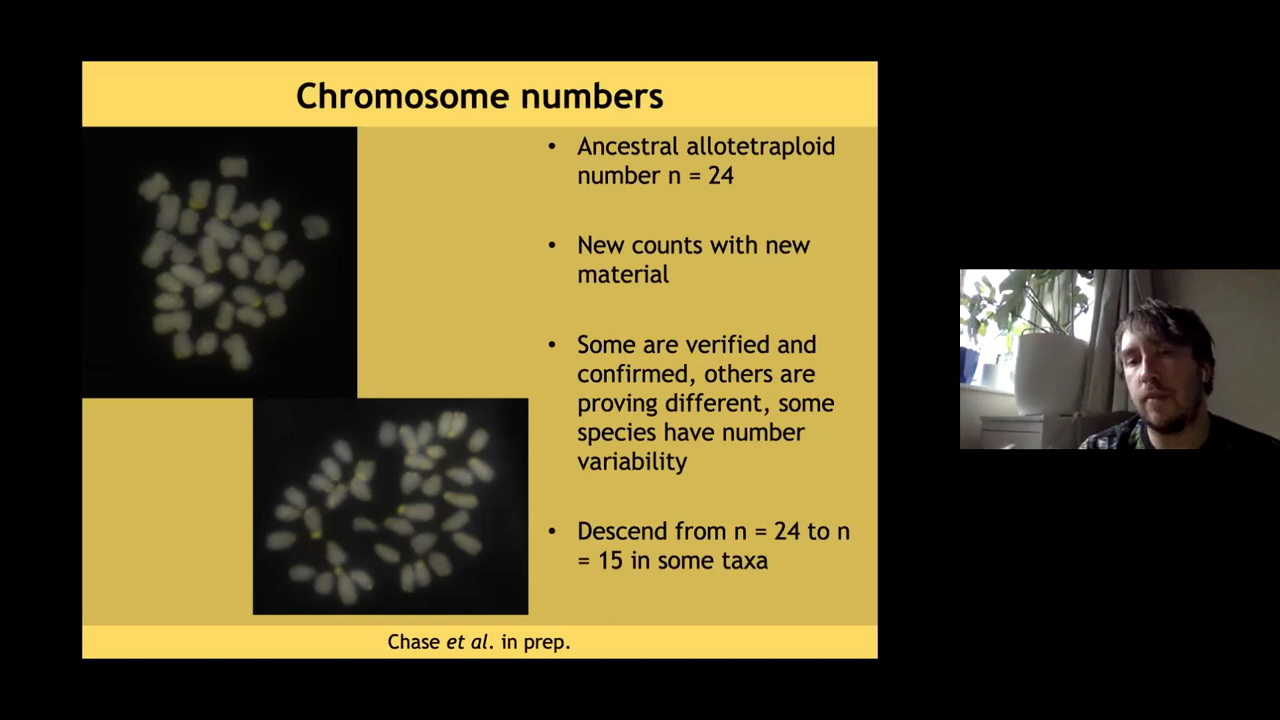 Chromosome numbers
• Ancestral allotetraploid
number n = 24
• New counts with new
material
• Some are verified and
confirmed, others are
proving different, some
species have number
variability
• Descend from n = 24 to n
= 15 in some taxa
Chase et al. in prep.